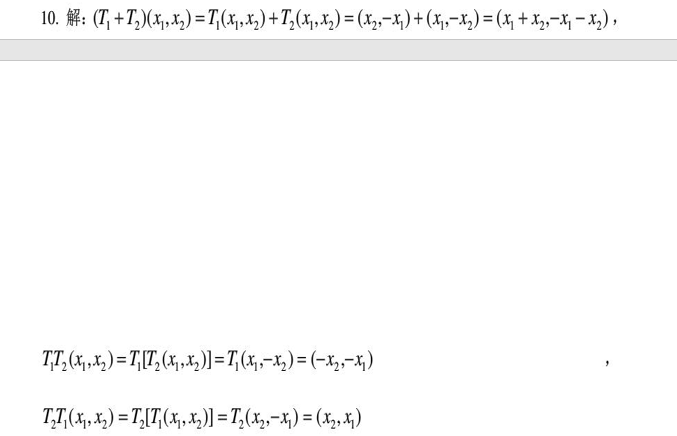 10. 解: (T₁+T₂)(x₁,x₂)=T₁(x₁,x₂)+T₂(x₁,x₂)=(x₂,-x₁)+(x₁,-x₂)=(x₁+x₂,-x₁-x₂),
T₁T₂(x₁,x₂)=T₁[T₂(x₁,x₂)]=T₁(x₁,-x₂)=(-x₂,-x₁) ,
T₂T₁(x₁,x₂)=T₂[T₁(x₁,x₂)]=T₂(x₂,-x₁)=(x₂,x₁)